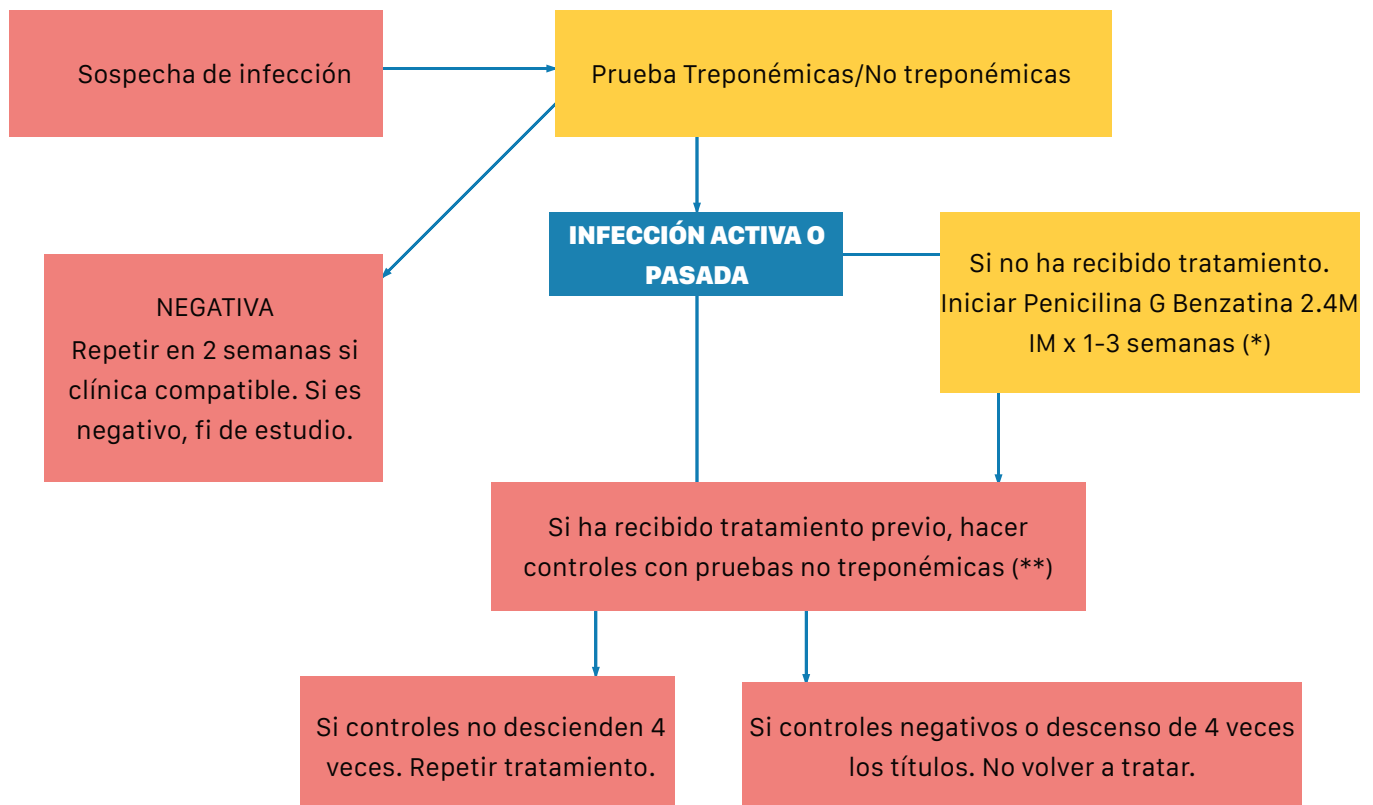 Sospecha de infección
Prueba Treponémicas/No treponémicas
INFECCIÓN ACTIVA O
PASADA
Si no ha recibido tratamiento.
Iniciar Penicilina G Benzatina 2.4M
IM x 1-3 semanas (*)
NEGATIVA
Repetir en 2 semanas si
clínica compatible. Si es
negativo, fi de estudio.
Si ha recibido tratamiento previo, hacer
controles con pruebas no treponémicas (**)
Si controles no descienden 4
veces. Repetir tratamiento.
Si controles negativos o descenso de 4 veces
los títulos. No volver a tratar.